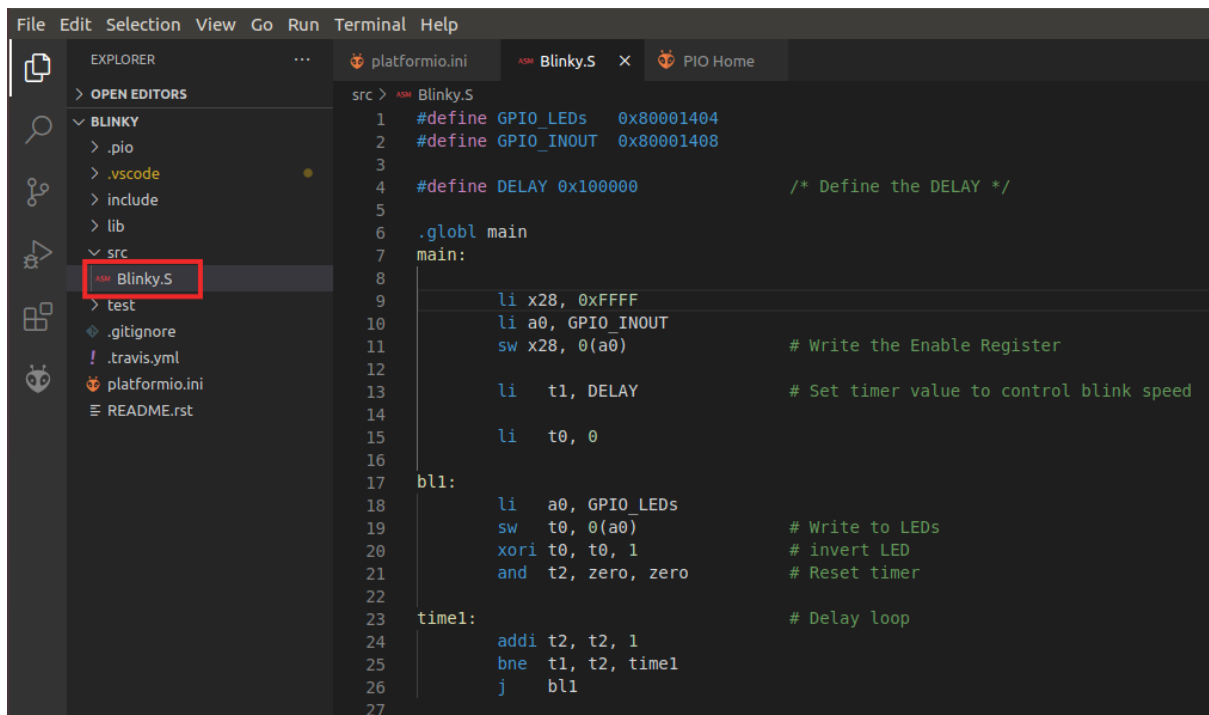 File Edit Selection View Go Run Terminal Help
EXPLORER ...
OPEN EDITORS
BLINKY
.pio
.vscode
include
lib
src
ASM Blinky.S
test
.gitignore
! .travis.yml
platformio.ini
README.rst
platformio.ini ASM Blinky.S × PIO Home
src > ASM Blinky.S
1 #define GPIO_LEDs 0x80001404
2 #define GPIO_INOUT 0x80001408
3
4 #define DELAY 0x100000 /* Define the DELAY */
5
6 .globl main
7 main:
8
9 li x28, 0xFFFF
10 li a0, GPIO_INOUT
11 sw x28, 0(a0) # Write the Enable Register
12
13 li t1, DELAY # Set timer value to control blink speed
14
15 li t0, 0
16
17 bl1:
18 li a0, GPIO_LEDs
19 sw t0, 0(a0) # Write to LEDs
20 xori t0, t0, 1 # invert LED
21 and t2, zero, zero # Reset timer
22
23 time1: # Delay loop
24 addi t2, t2, 1
25 bne t1, t2, time1
26 j bl1
27